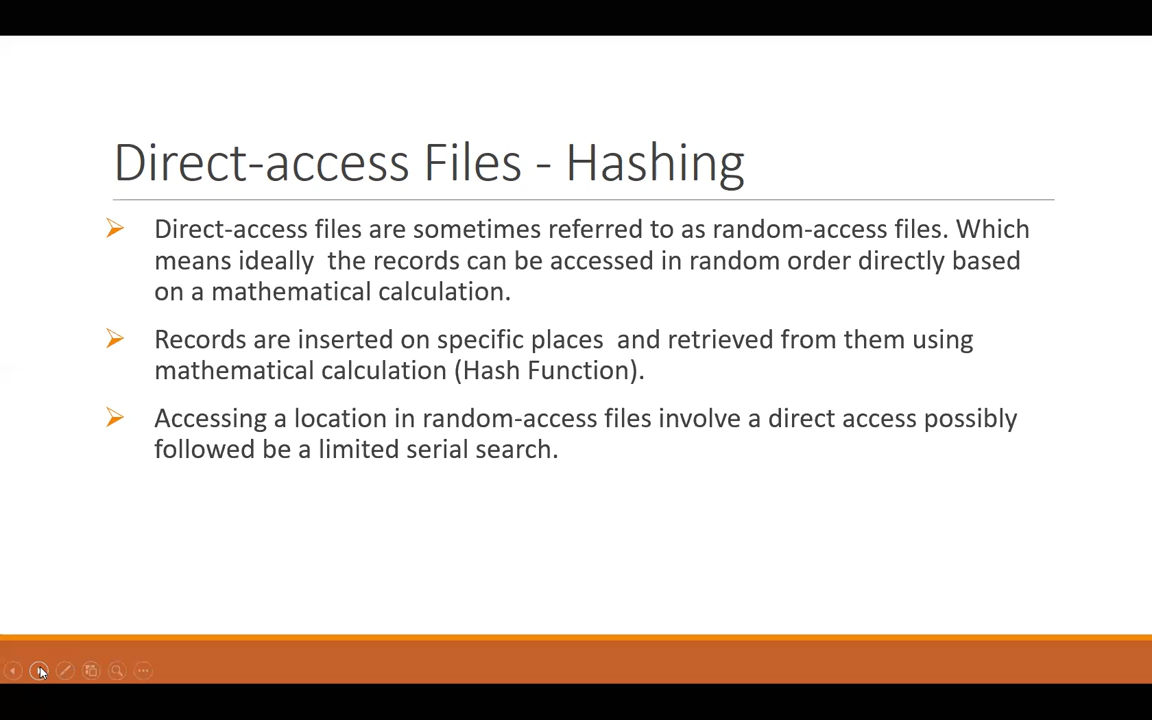 Direct-access Files - Hashing
Direct-access files are sometimes referred to as random-access files. Which
means ideally  the records can be accessed in random order directly based
on a mathematical calculation.
Records are inserted on specific places  and retrieved from them using
mathematical calculation (Hash Function).
Accessing a location in random-access files involve a direct access possibly
followed be a limited serial search.